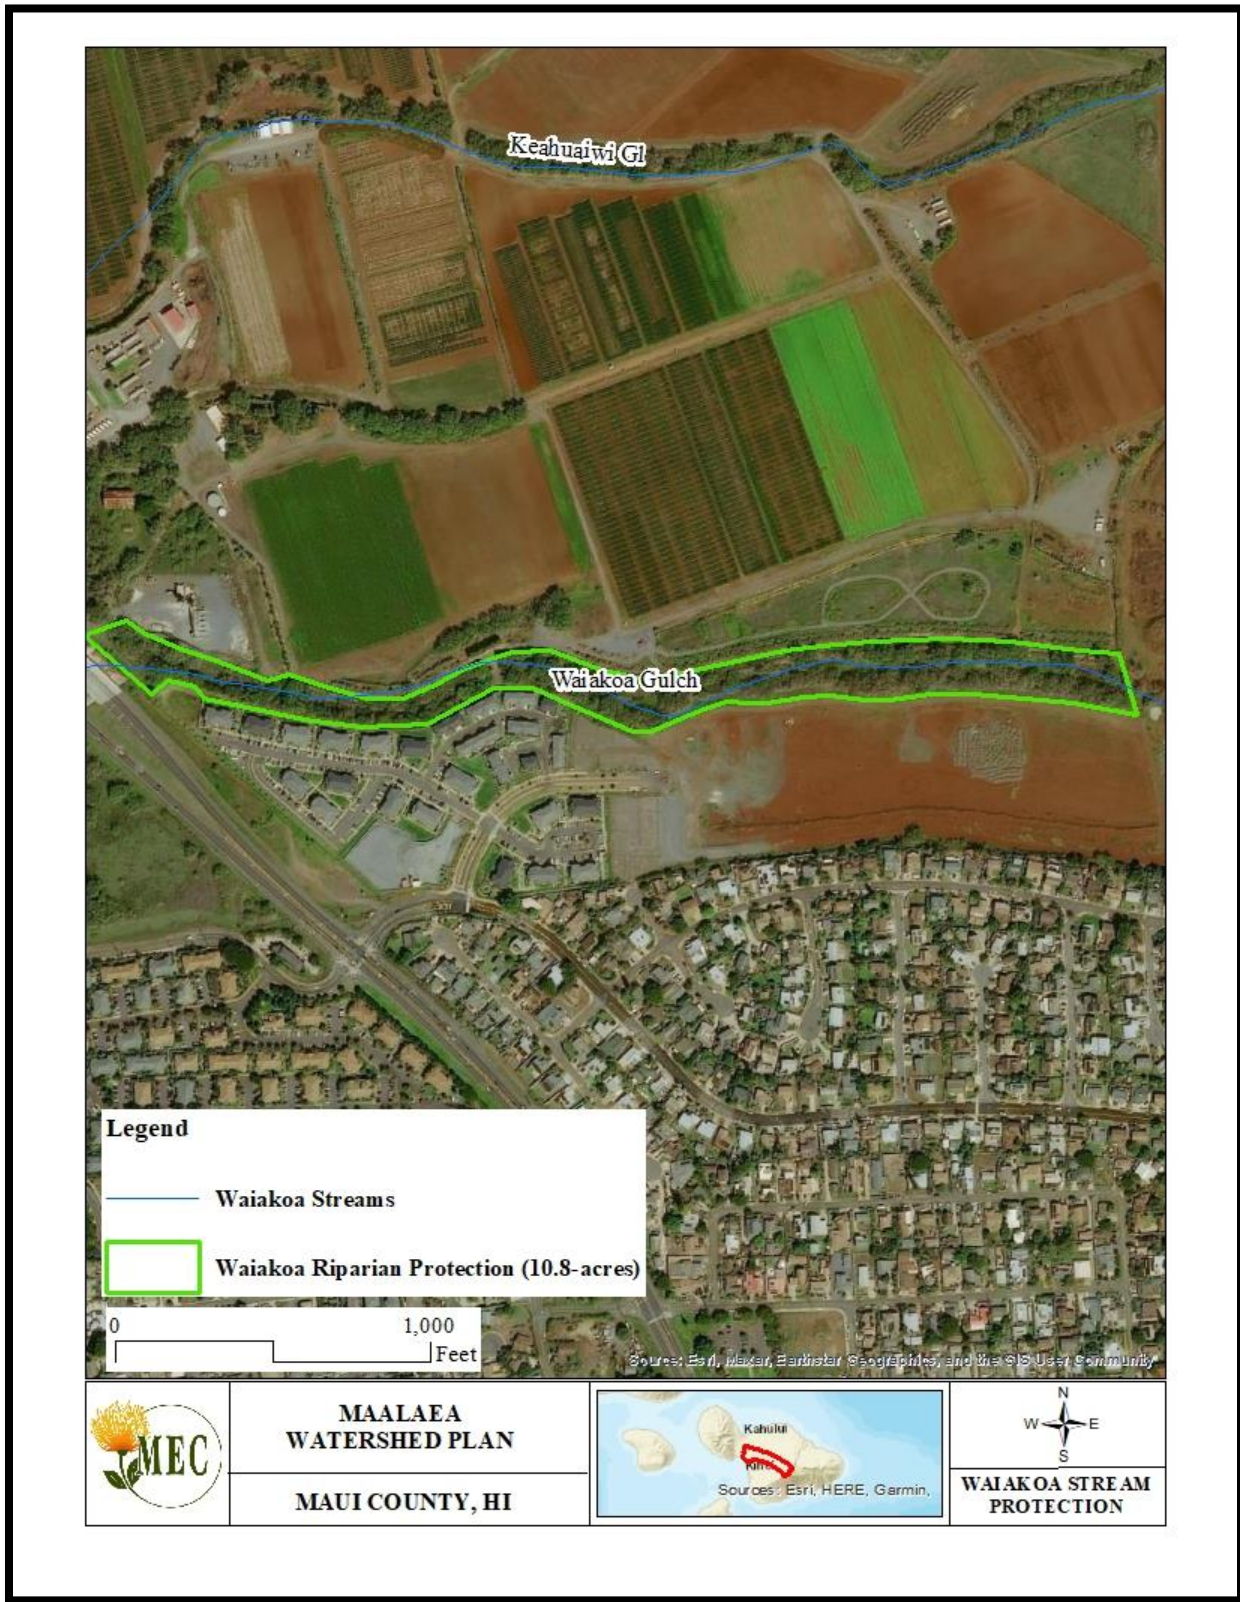 Keahuaiwi Gl
Waiakoa Gulch
Legend
Waiakoa Streams
Waiakoa Riparian Protection (10.8-acres)
0 1,000
Feet
Source: Esri, Maxar, Earthstar Geographics, and the GIS User Community
MEC
MAALAEA
WATERSHED PLAN
MAUI COUNTY, HI
Kahului
Kihei
Sources: Esri, HERE, Garmin,
N
W E
S
WAIAKOA STREAM
PROTECTION